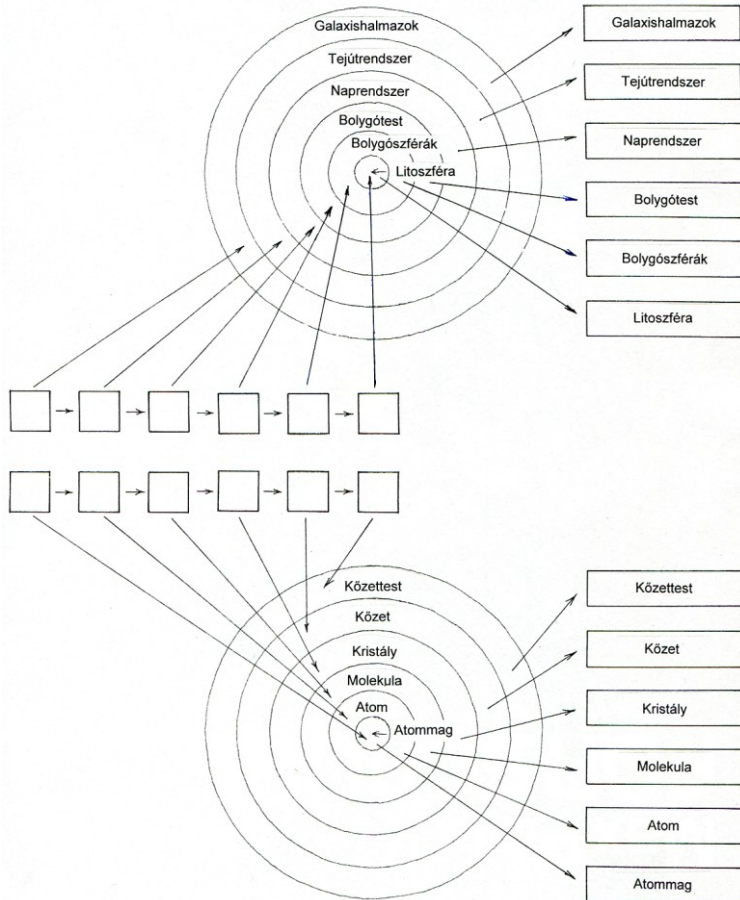 Galaxishalmazok
Tejútrendszer
Naprendszer
Bolygótest
Bolygószférák
Litoszféra
Galaxishalmazok
Tejútrendszer
Naprendszer
Bolygótest
Bolygószférák
Litoszféra
Kőzettest
Kőzet
Kristály
Molekula
Atom
Atommag
Kőzettest
Kőzet
Kristály
Molekula
Atom
Atommag